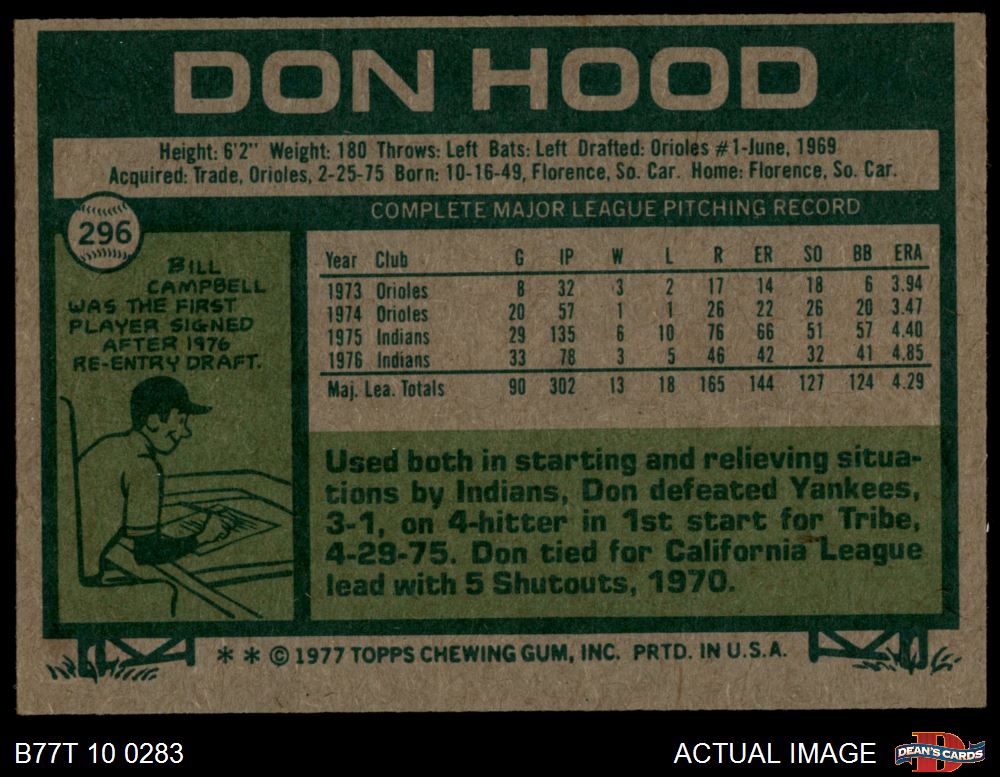 DON HOOD
Height: 6'2" Weight: 180 Throws: Left Bats: Left Drafted: Orioles #1-June, 1969
Acquired: Trade, Orioles, 2-25-75 Born: 10-16-49, Florence, So. Car. Home: Florence, So. Car.
296
COMPLETE MAJOR LEAGUE PITCHING RECORD
BILL
CAMPBELL
WAS THE FIRST
PLAYER SIGNED
AFTER 1976
RE-ENTRY DRAFT.
Year Club G IP W L R ER SO BB ERA
1973 Orioles 8 32 3 2 17 14 18 6 3.94
1974 Orioles 20 57 1 1 26 22 26 20 3.47
1975 Indians 29 135 6 10 76 66 51 57 4.40
1976 Indians 33 78 3 5 46 42 32 41 4.85
Maj. Lea. Totals 90 302 13 18 165 144 127 124 4.29
Used both in starting and relieving situa-
tions by Indians, Don defeated Yankees,
3-1, on 4-hitter in 1st start for Tribe,
4-29-75. Don tied for California League
lead with 5 Shutouts, 1970.
* * © 1977 TOPPS CHEWING GUM, INC. PRTD. IN U.S.A.
B77T 10 0283
ACTUAL IMAGE
D
DEAN'S CARDS